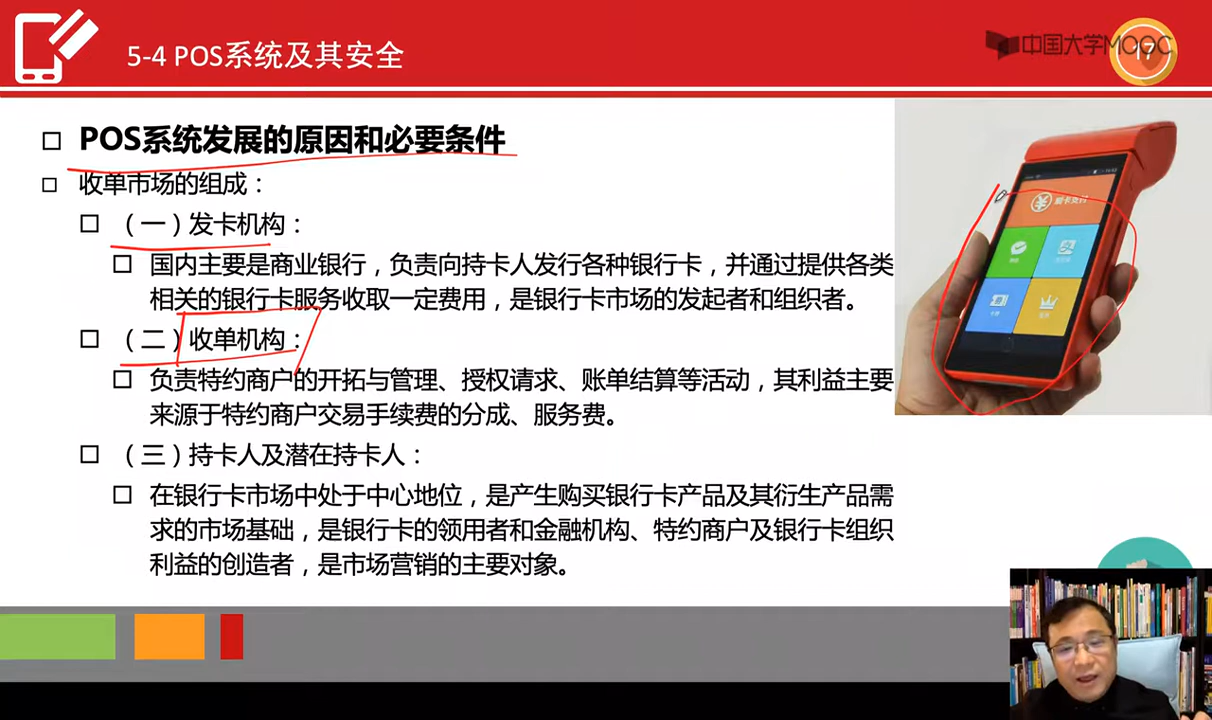 5-4 POS系统及其安全
中国大学MOOC
17
POS系统发展的原因和必要条件
收单市场的组成：
（一）发卡机构：
国内主要是商业银行，负责向持卡人发行各种银行卡，并通过提供各类
相关的银行卡服务收取一定费用，是银行卡市场的发起者和组织者。
（二）收单机构：
负责特约商户的开拓与管理、授权请求、账单结算等活动，其利益主要
来源于特约商户交易手续费的分成、服务费。
（三）持卡人及潜在持卡人：
在银行卡市场中处于中心地位，是产生购买银行卡产品及其衍生产品需
求的市场基础，是银行卡的领用者和金融机构、特约商户及银行卡组织
利益的创造者，是市场营销的主要对象。
刷卡支付